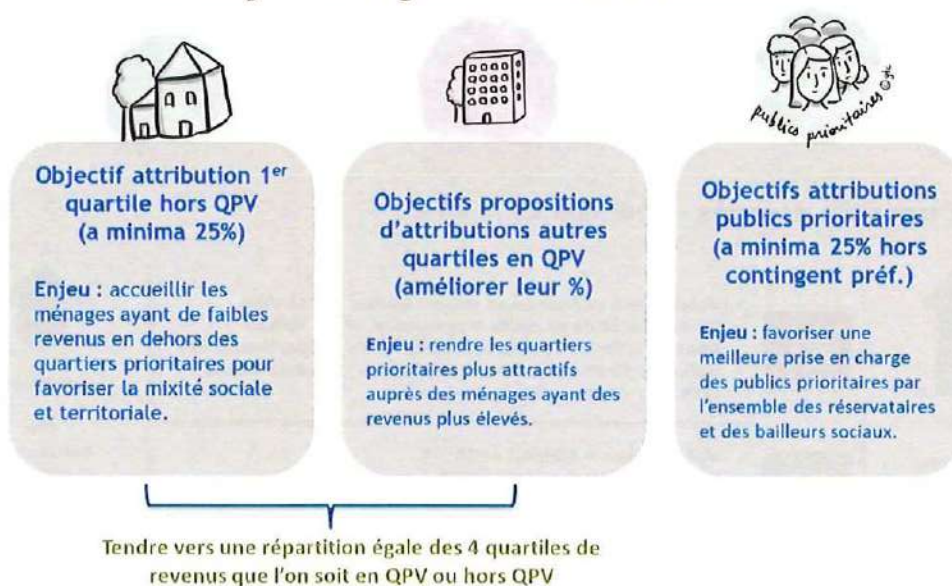 publics prioritaires
Objectif attribution 1er
quartile hors QPV
(a minima 25%)
Enjeu : accueillir les
ménages ayant de faibles
revenus en dehors des
quartiers prioritaires pour
favoriser la mixité sociale
et territoriale.
Objectifs propositions
d'attributions autres
quartiles en QPV
(améliorer leur %)
Enjeu : rendre les quartiers
prioritaires plus attractifs
auprès des ménages ayant des
revenus plus élevés.
Objectifs attributions
publics prioritaires
(a minima 25% hors
contingent préf.)
Enjeu : favoriser une
meilleure prise en charge
des publics prioritaires par
l'ensemble des réservataires
et des bailleurs sociaux.
Tendre vers une répartition égale des 4 quartiles de
revenus que l'on soit en QPV ou hors QPV